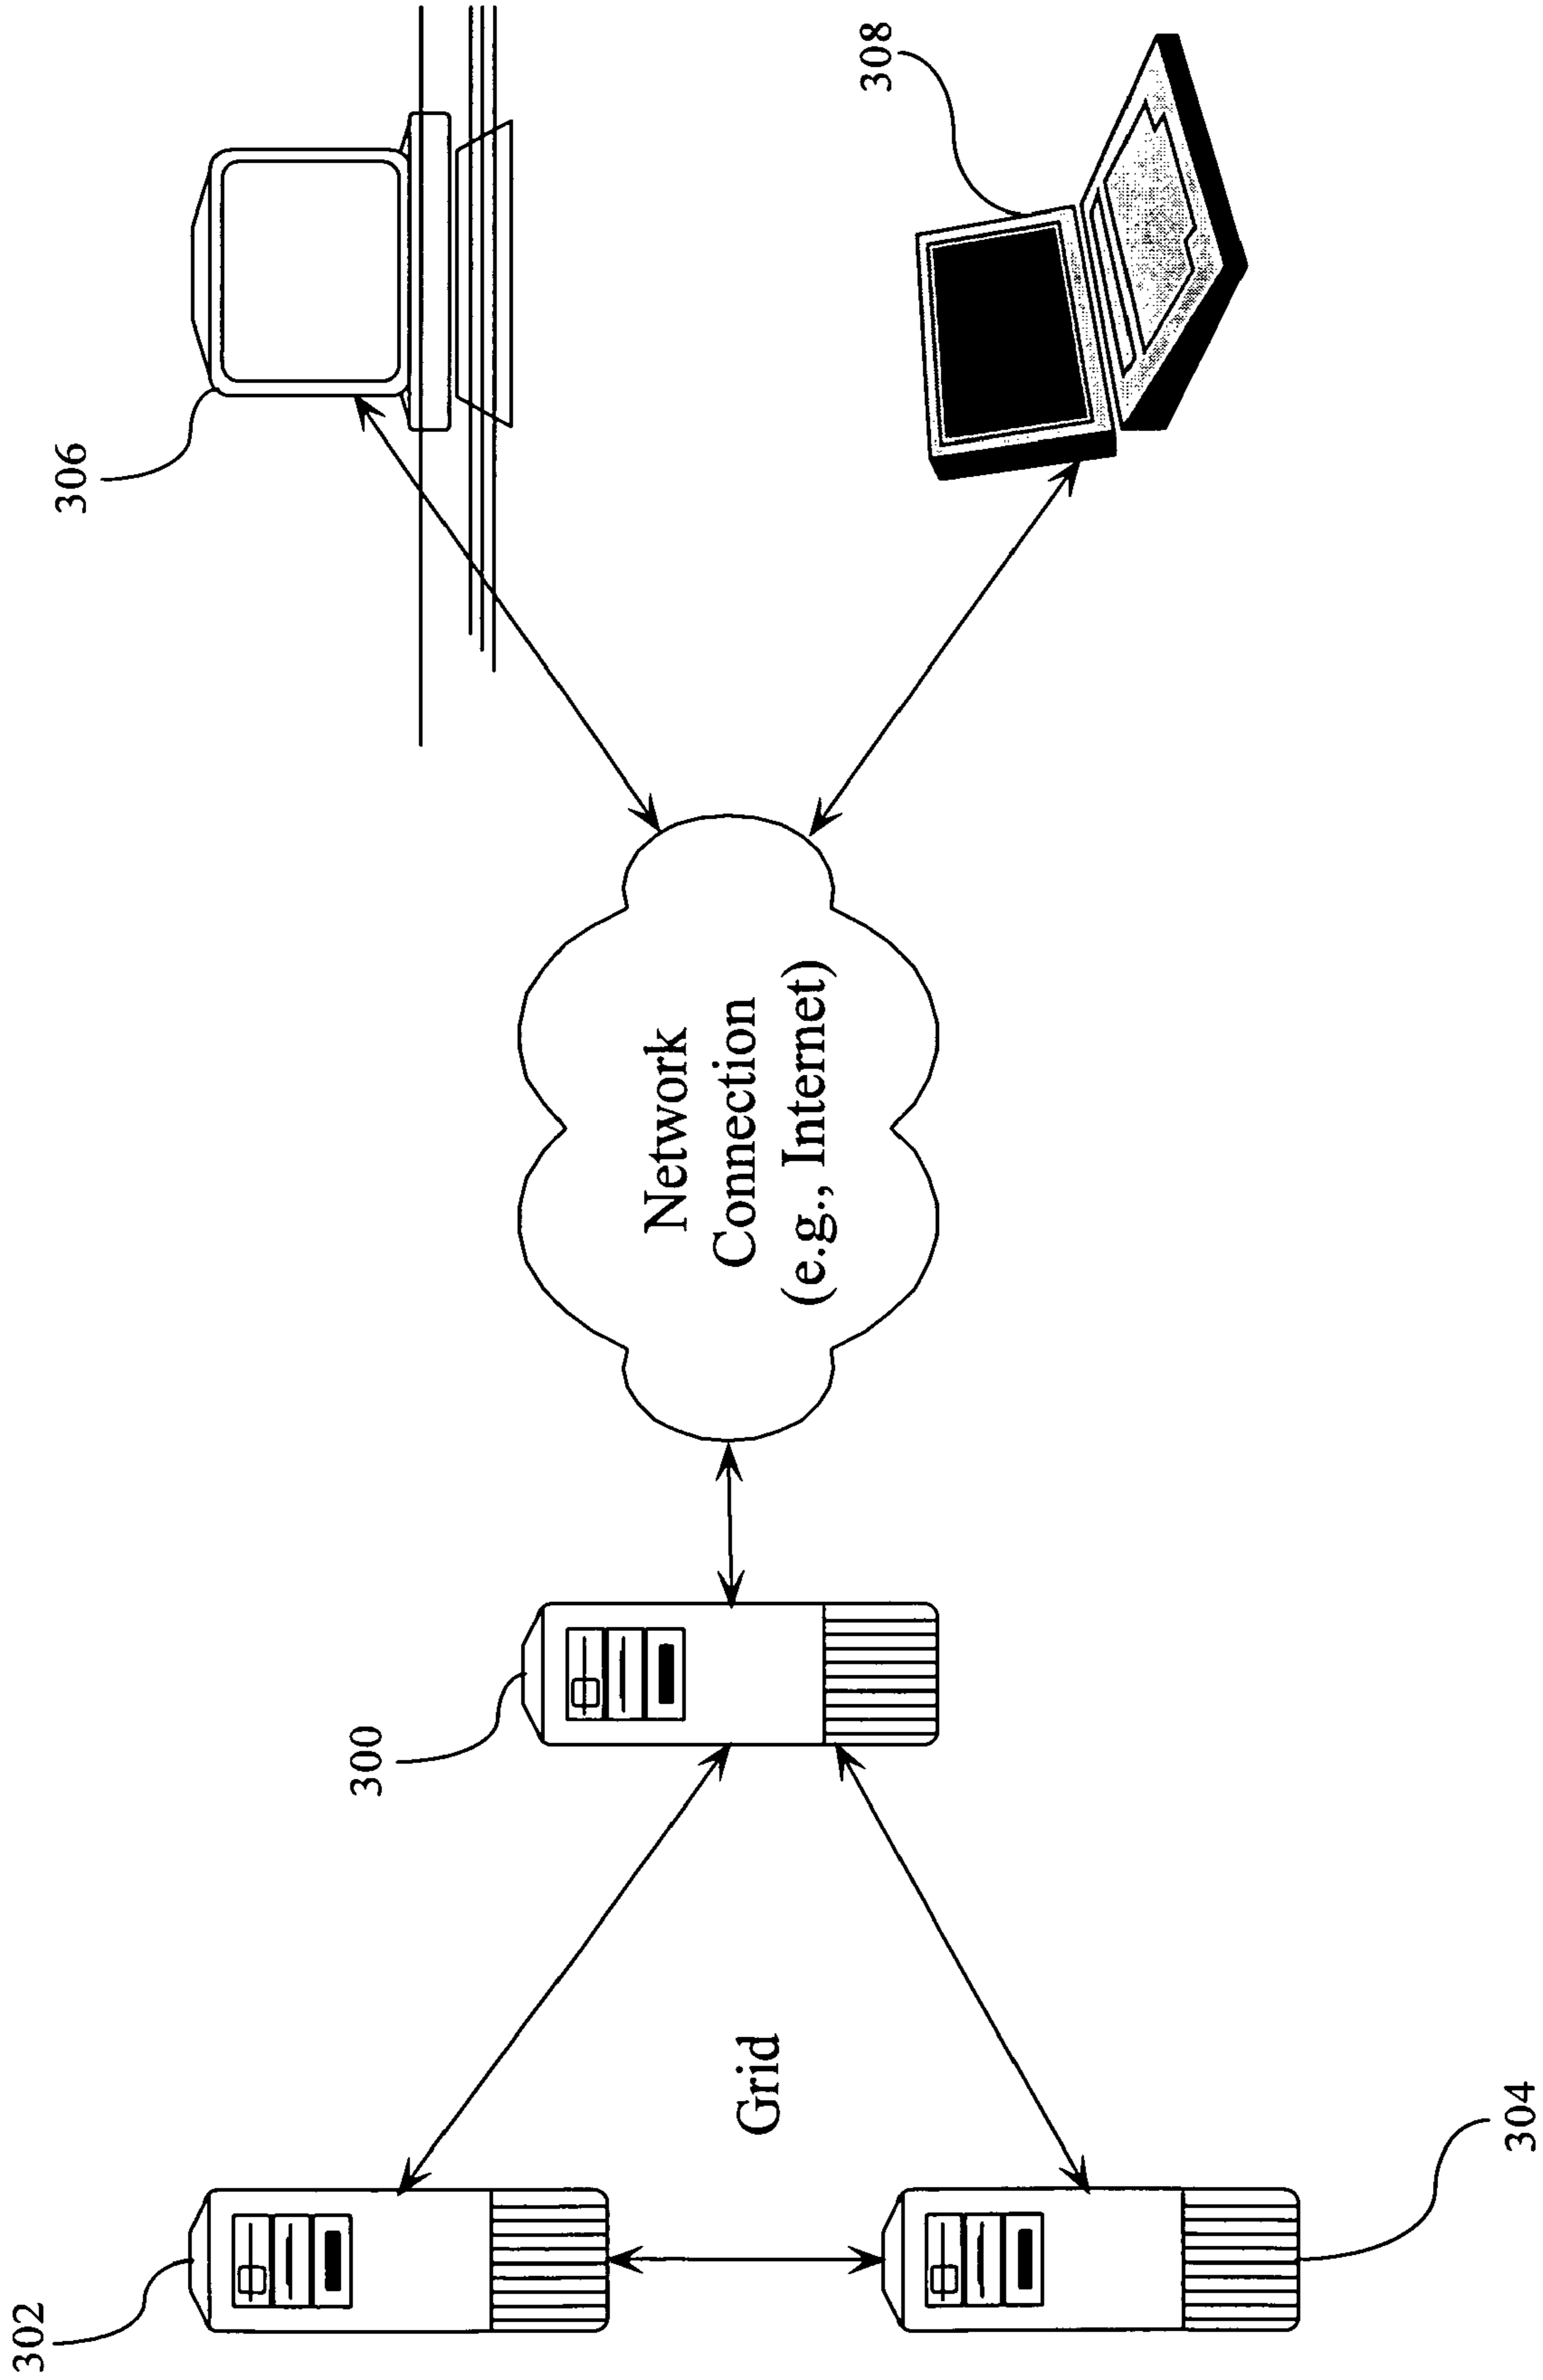 302
306
300
Network
Connection
(e.g., Internet)
Grid
308
304